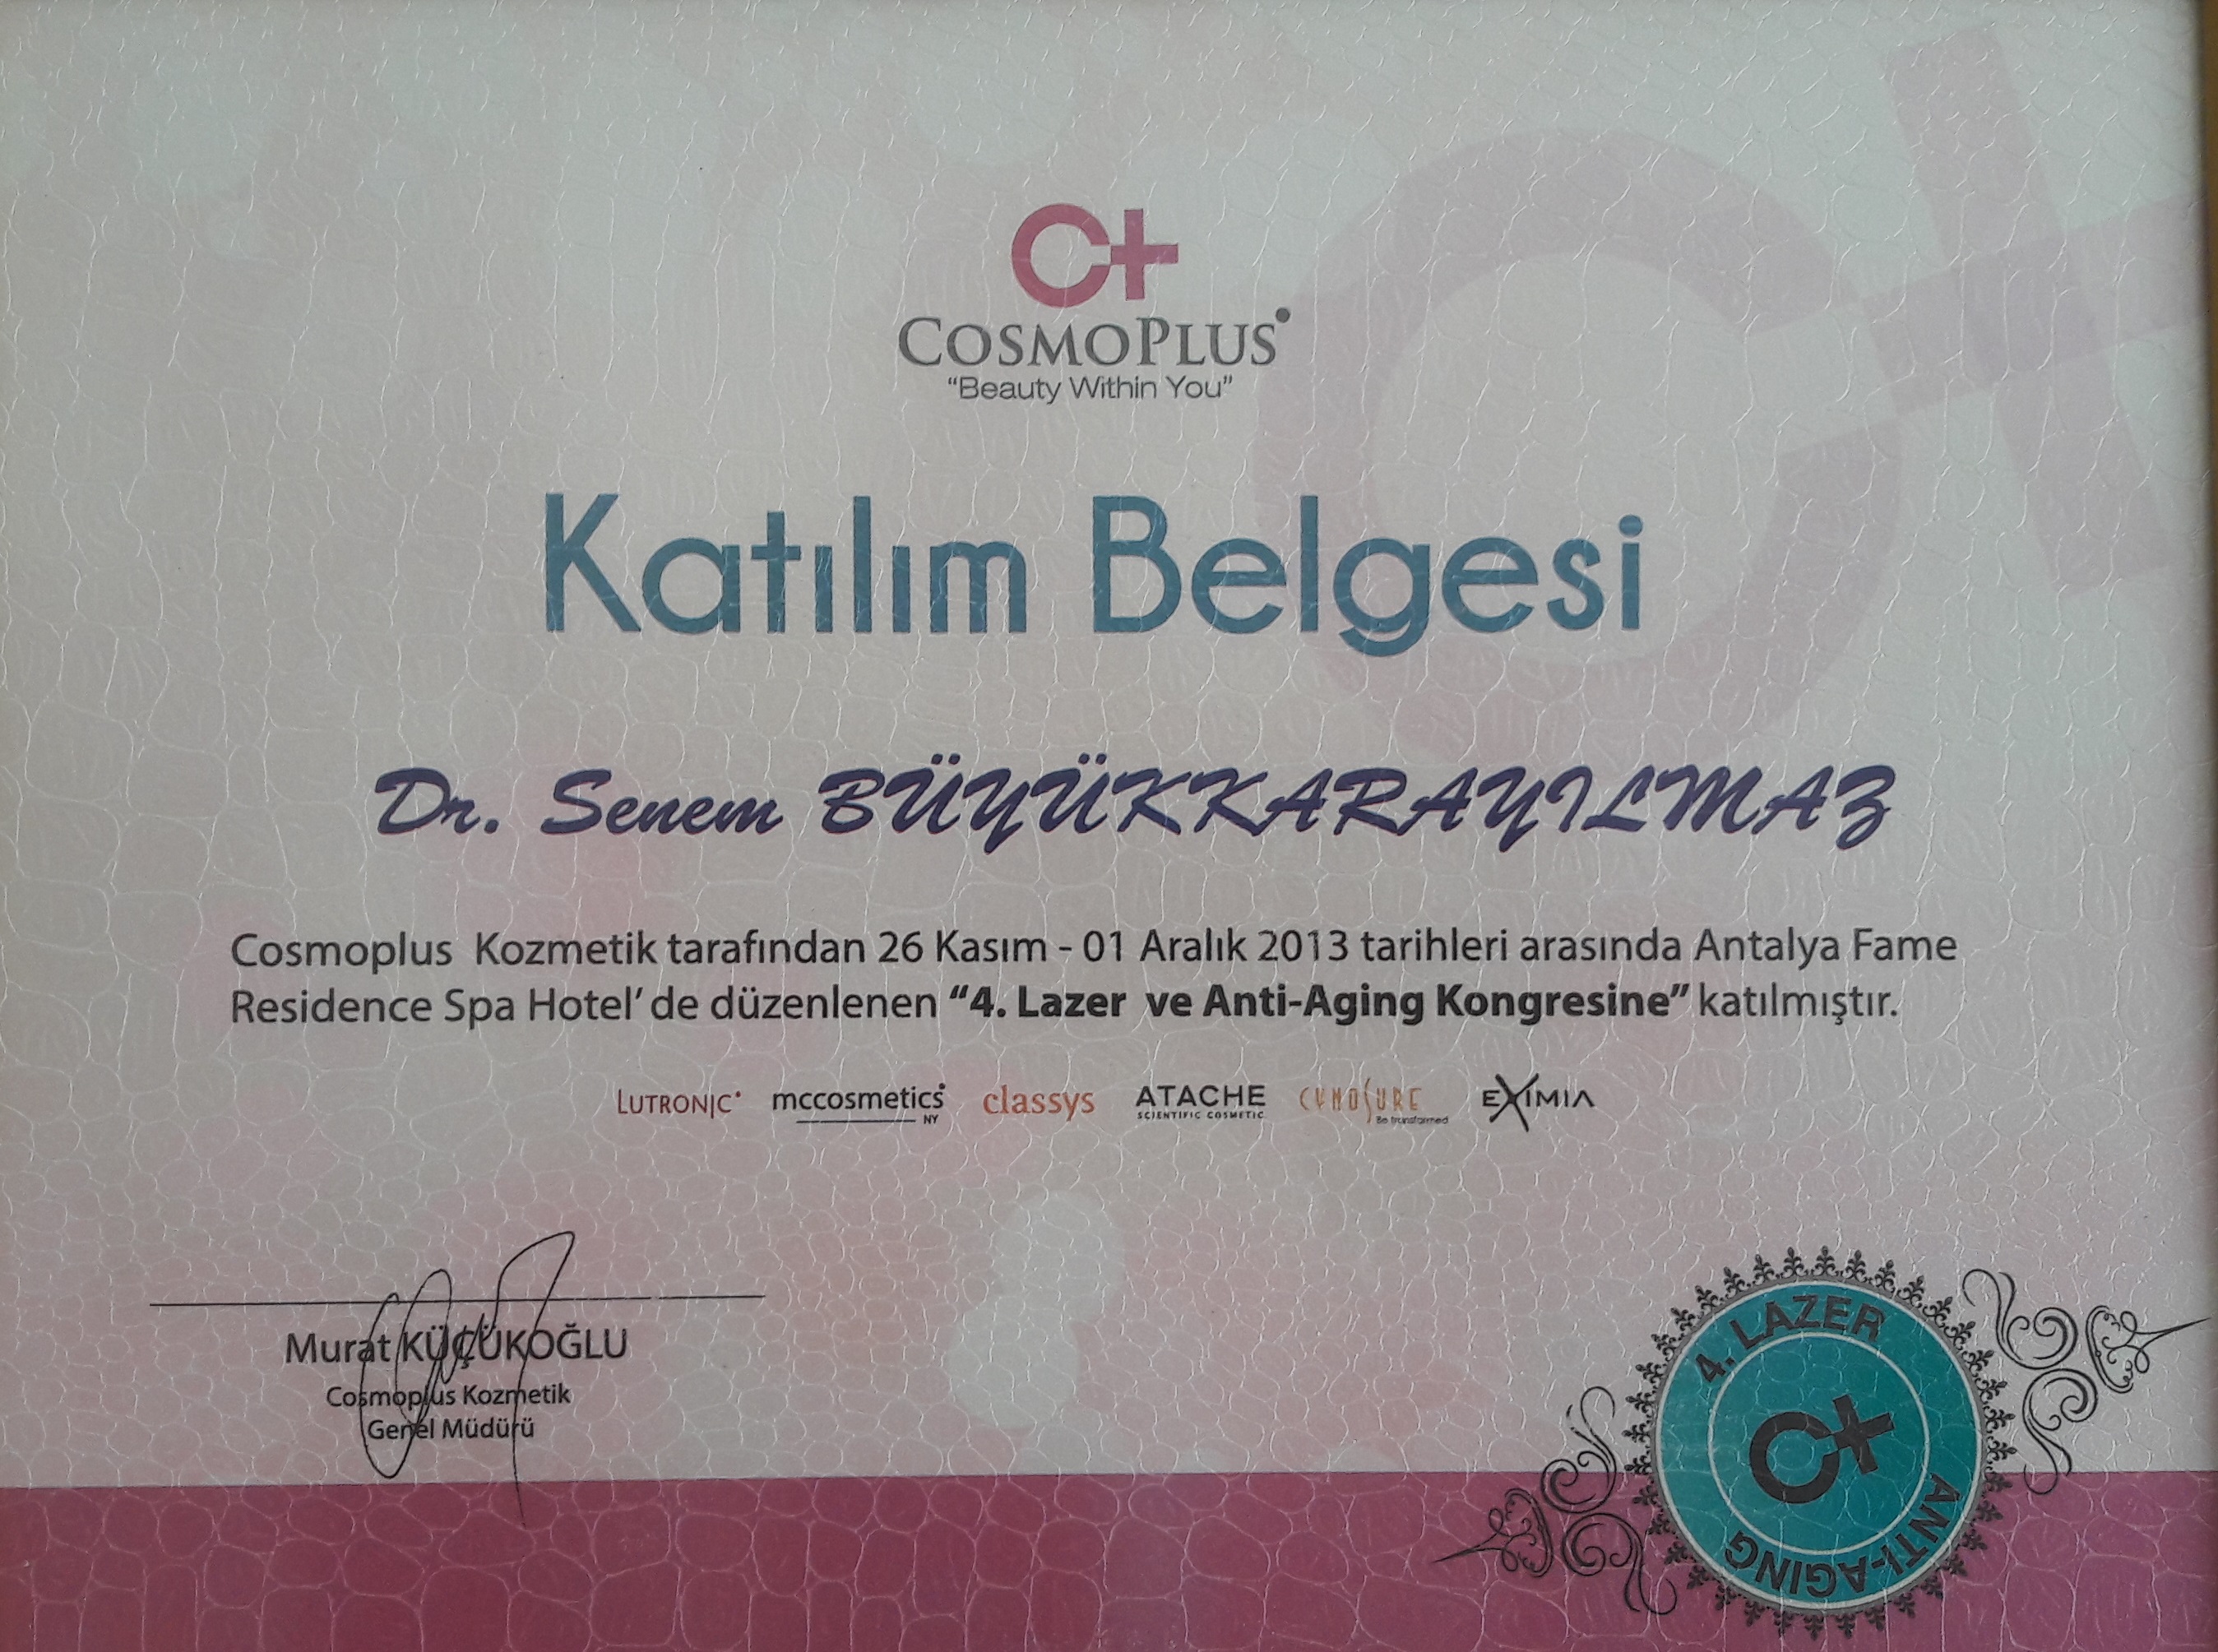 C+
COSMOPLUS
"Beauty Within You"
Katılım Belgesi
Dr. Senem BÜYÜKKARAYILMAZ
Cosmoplus Kozmetik tarafından 26 Kasım - 01 Aralık 2013 tarihleri arasında Antalya Fame
Residence Spa Hotel'de düzenlenen "4. Lazer ve Anti-Aging Kongresine" katılmıştır.
LUTRONIC mccosmetics classys ATACHE CYNOSURE EXIMIA
NY SCIENTIFIC COSMETIC Be transformed
Murat KÜÇÜKOĞLU
Cosmoplus Kozmetik
Genel Müdürü
4. LAZER
C+
ANTI-AGING